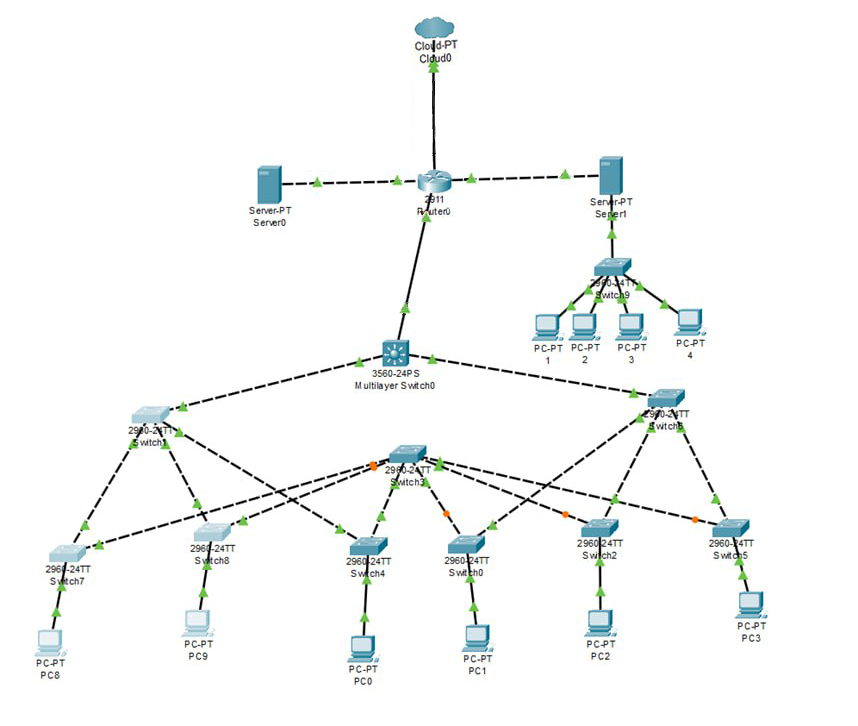 Cloud-PT
Cloud0
Server-PT
Server0
2911
Router0
Server-PT
Server1
2960-24TT
Switch9
PC-PT
1
PC-PT
2
PC-PT
3
PC-PT
4
3560-24PS
Multilayer Switch0
2960-24TT
Switch1
2960-24TT
Switch6
2960-24TT
Switch3
2960-24TT
Switch7
2960-24TT
Switch8
2960-24TT
Switch4
2960-24TT
Switch0
2960-24TT
Switch2
2960-24TT
Switch5
PC-PT
PC8
PC-PT
PC9
PC-PT
PC0
PC-PT
PC1
PC-PT
PC2
PC-PT
PC3